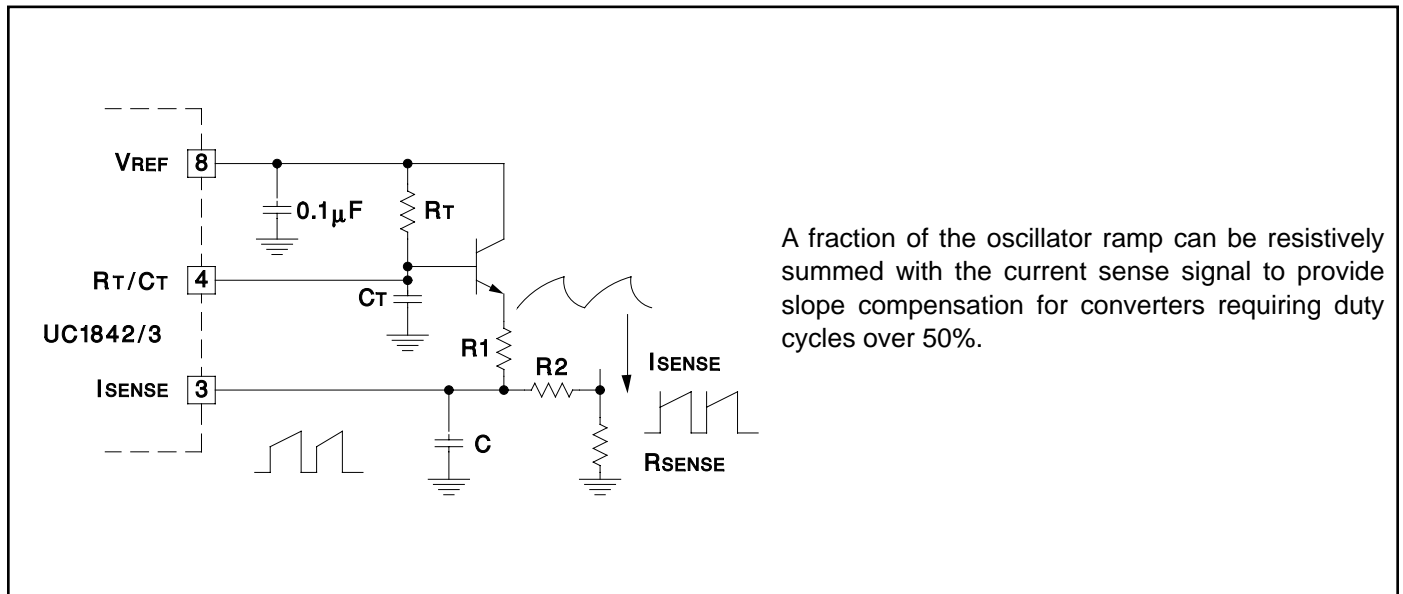 VREF 8
0.1μF
RT
RT/CT 4
CT
UC1842/3
R1
R2
ISENSE
ISENSE 3
C
RSENSE
A fraction of the oscillator ramp can be resistively
summed with the current sense signal to provide
slope compensation for converters requiring duty
cycles over 50%.